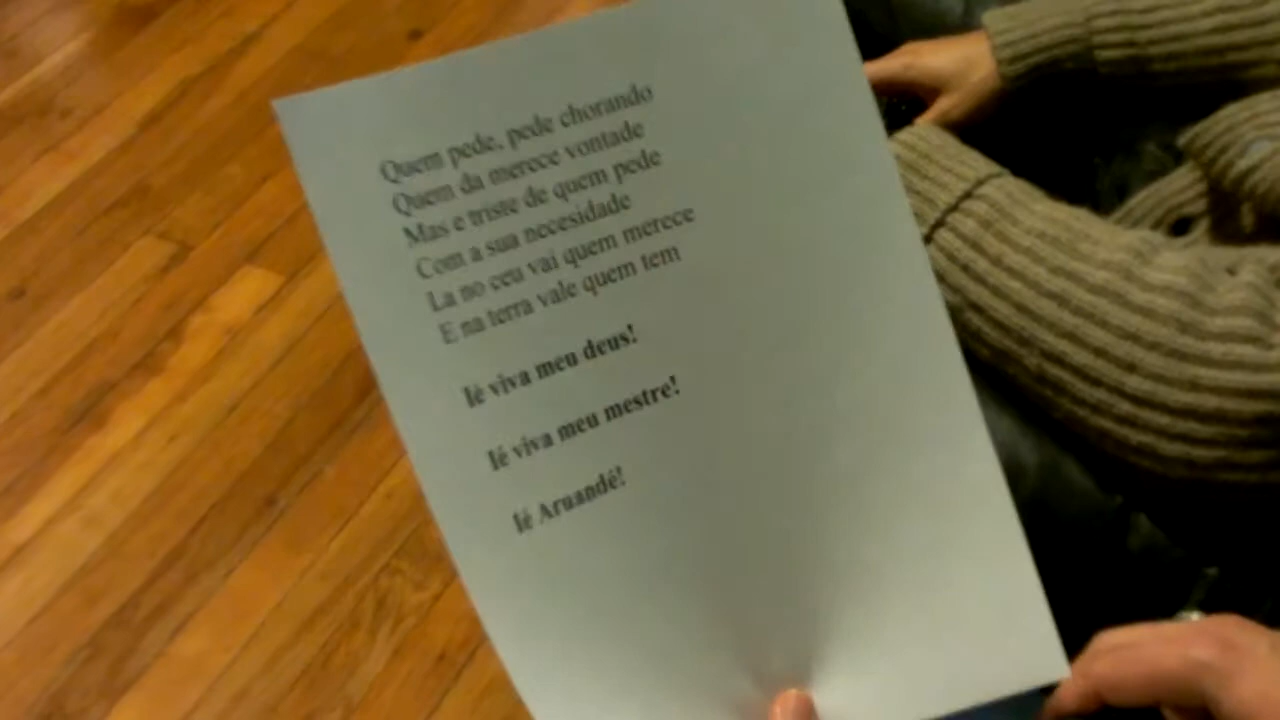 Quem pede, pede chorando
Quem da merece vontade
Mas e triste de quem pede
Com a sua necesidade
La no ceu vai quem merece
E na terra vale quem tem
Ié viva meu deus!
Ié viva meu mestre!
Ié Aruandé!